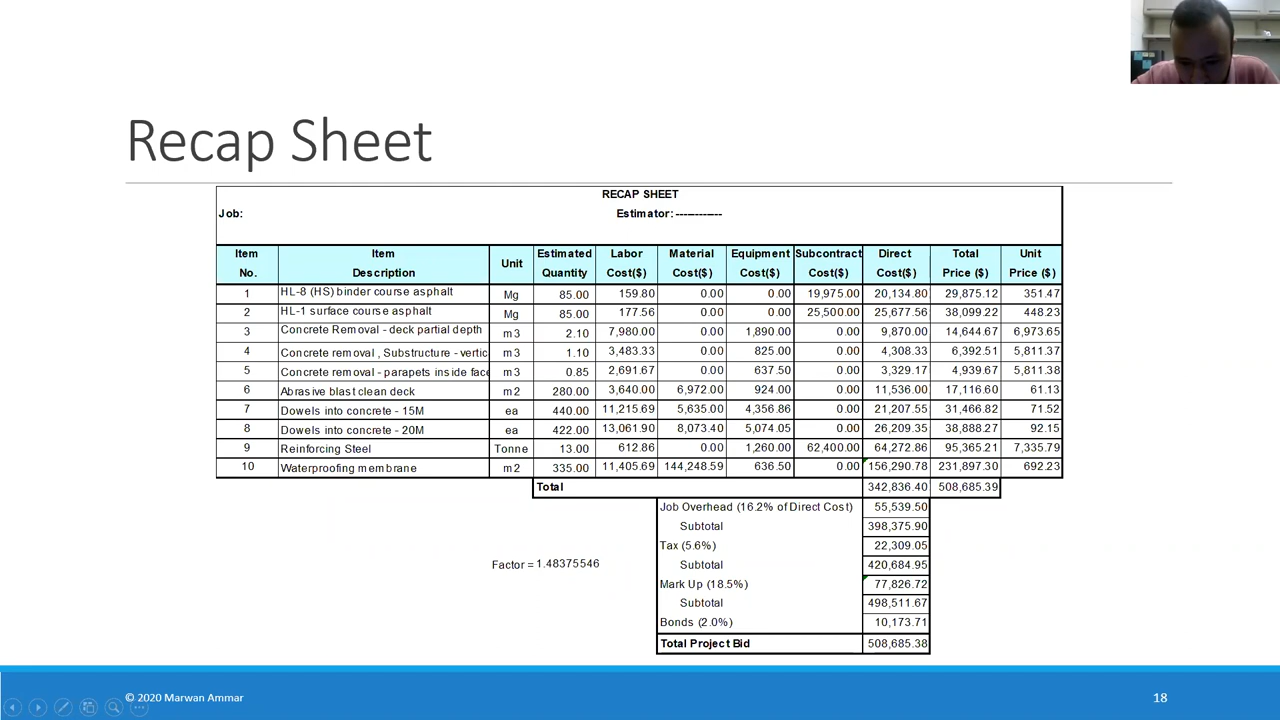 Recap Sheet
RECAP SHEET
Job: Estimator: ------------
Item No. Item Description Unit Estimated Quantity Labor Cost($) Material Cost($) Equipment Cost($) Subcontract Cost($) Direct Cost($) Total Price ($) Unit Price ($)
1 HL-8 (HS) binder course asphalt Mg 85.00 159.80 0.00 0.00 19,975.00 20,134.80 29,875.12 351.47
2 HL-1 surface course asphalt Mg 85.00 177.56 0.00 0.00 25,500.00 25,677.56 38,099.22 448.23
3 Concrete Removal - deck partial depth m3 2.10 7,980.00 0.00 1,890.00 0.00 9,870.00 14,644.67 6,973.65
4 Concrete removal , Substructure - vertic m3 1.10 3,483.33 0.00 825.00 0.00 4,308.33 6,392.51 5,811.37
5 Concrete removal - parapets inside face m3 0.85 2,691.67 0.00 637.50 0.00 3,329.17 4,939.67 5,811.38
6 Abrasive blast clean deck m2 280.00 3,640.00 6,972.00 924.00 0.00 11,536.00 17,116.60 61.13
7 Dowels into concrete - 15M ea 440.00 11,215.69 5,635.00 4,356.86 0.00 21,207.55 31,466.82 71.52
8 Dowels into concrete - 20M ea 422.00 13,061.90 8,073.40 5,074.05 0.00 26,209.35 38,888.27 92.15
9 Reinforcing Steel Tonne 13.00 612.86 0.00 1,260.00 62,400.00 64,272.86 95,365.21 7,335.79
10 Waterproofing membrane m2 335.00 11,405.69 144,248.59 636.50 0.00 156,290.78 231,897.30 692.23
Total 342,836.40 508,685.39
Job Overhead (16.2% of Direct Cost) 55,539.50
Subtotal 398,375.90
Tax (5.6%) 22,309.05
Factor = 1.48375546 Subtotal 420,684.95
Mark Up (18.5%) 77,826.72
Subtotal 498,511.67
Bonds (2.0%) 10,173.71
Total Project Bid 508,685.38
© 2020 Marwan Ammar 18